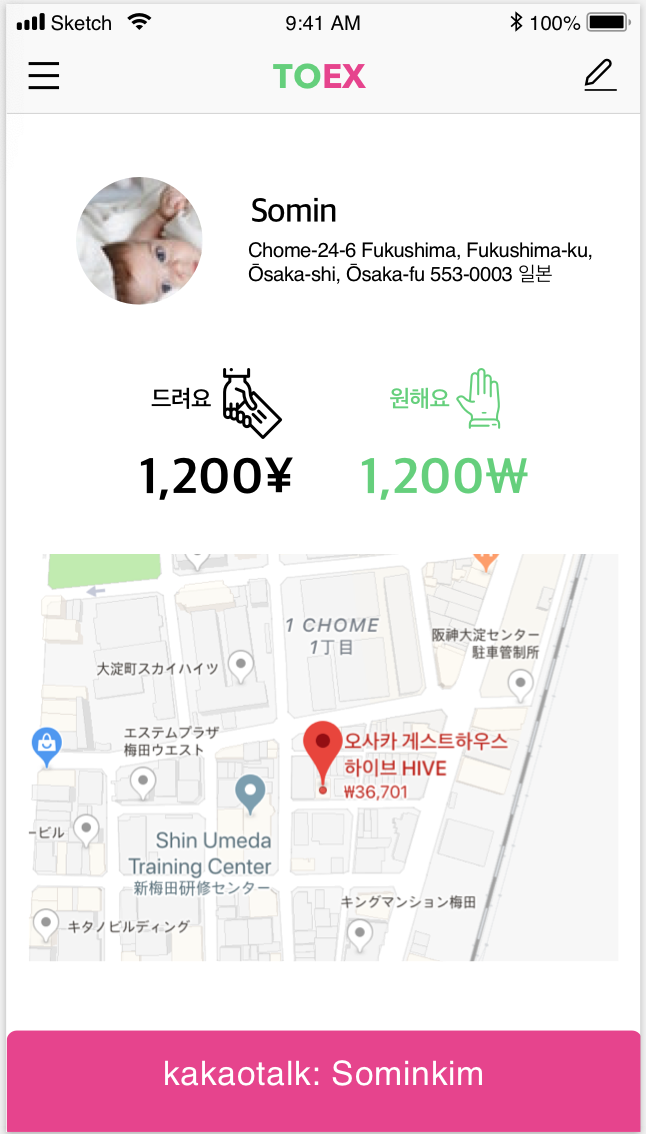 Sketch
9:41 AM
100%
TOEX
Somin
Chome-24-6 Fukushima, Fukushima-ku,
Ōsaka-shi, Ōsaka-fu 553-0003 일본
드려요
원해요
1,200¥
1,200₩
1 CHOME
1丁目
阪神大淀センター
駐車管制所
大淀町スカイハイツ
エステムプラザ
梅田ウエスト
오사카 게스트하우스
하이브 HIVE
₩36,701
ービル
Shin Umeda
Training Center
新梅田研修センター
キングマンション梅田
キタノビルディング
kakaotalk: Sominkim